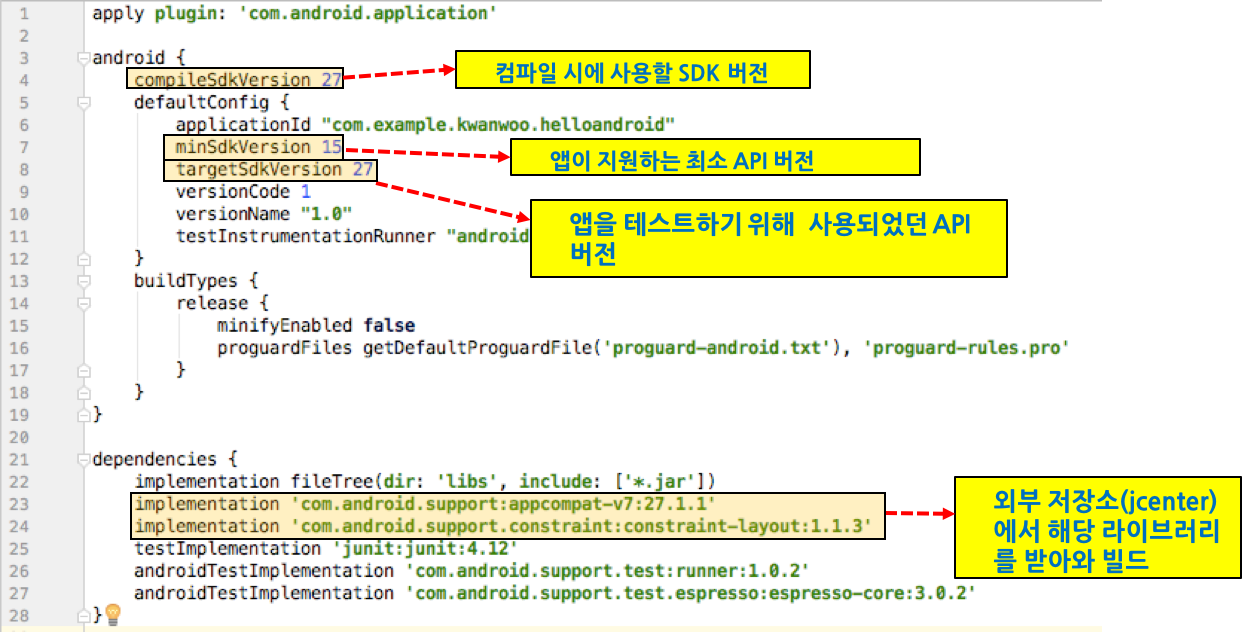 1 apply plugin: 'com.android.application'
2
3 android {
4 compileSdkVersion 27
컴파일 시에 사용할 SDK 버전
5 defaultConfig {
6 applicationId "com.example.kwanwoo.helloandroid"
7 minSdkVersion 15
앱이 지원하는 최소 API 버전
8 targetSdkVersion 27
9 versionCode 1
10 versionName "1.0"
앱을 테스트하기 위해 사용되었던 API
버전
11 testInstrumentationRunner "android
12 }
13 buildTypes {
14 release {
15 minifyEnabled false
16 proguardFiles getDefaultProguardFile('proguard-android.txt'), 'proguard-rules.pro'
17 }
18 }
19 }
20
21 dependencies {
22 implementation fileTree(dir: 'libs', include: ['*.jar'])
23 implementation 'com.android.support:appcompat-v7:27.1.1'
24 implementation 'com.android.support.constraint:constraint-layout:1.1.3'
외부 저장소(jcenter)
에서 해당 라이브러리
를 받아와 빌드
25 testImplementation 'junit:junit:4.12'
26 androidTestImplementation 'com.android.support.test:runner:1.0.2'
27 androidTestImplementation 'com.android.support.test.espresso:espresso-core:3.0.2'
28 }